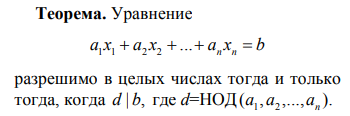 Теорема. Уравнение
a₁x₁ + a₂x₂ + ... + aₙxₙ = b
разрешимо в целых числах тогда и только
тогда, когда d | b, где d=НОД(a₁, a₂,..., aₙ).